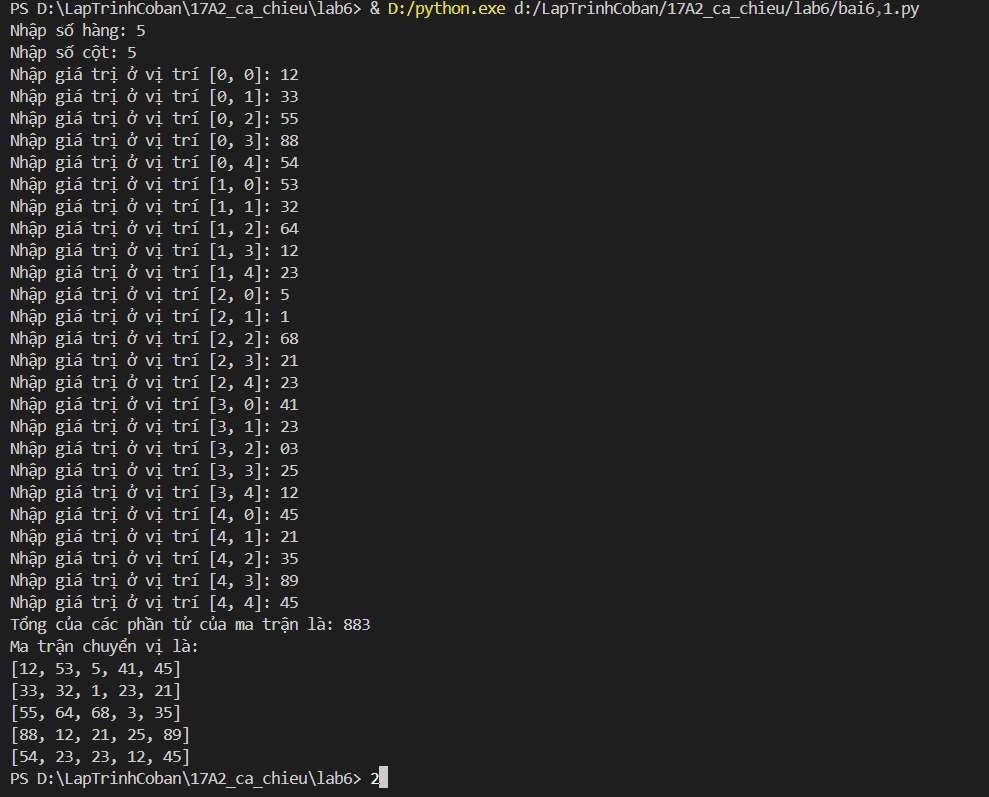 PS D:\LapTrinhCoban\17A2_ca_chieu\lab6> & D:/python.exe d:/LapTrinhCoban/17A2_ca_chieu/lab6/bai6,1.py
Nhập số hàng: 5
Nhập số cột: 5
Nhập giá trị ở vị trí [0, 0]: 12
Nhập giá trị ở vị trí [0, 1]: 33
Nhập giá trị ở vị trí [0, 2]: 55
Nhập giá trị ở vị trí [0, 3]: 88
Nhập giá trị ở vị trí [0, 4]: 54
Nhập giá trị ở vị trí [1, 0]: 53
Nhập giá trị ở vị trí [1, 1]: 32
Nhập giá trị ở vị trí [1, 2]: 64
Nhập giá trị ở vị trí [1, 3]: 12
Nhập giá trị ở vị trí [1, 4]: 23
Nhập giá trị ở vị trí [2, 0]: 5
Nhập giá trị ở vị trí [2, 1]: 1
Nhập giá trị ở vị trí [2, 2]: 68
Nhập giá trị ở vị trí [2, 3]: 21
Nhập giá trị ở vị trí [2, 4]: 23
Nhập giá trị ở vị trí [3, 0]: 41
Nhập giá trị ở vị trí [3, 1]: 23
Nhập giá trị ở vị trí [3, 2]: 03
Nhập giá trị ở vị trí [3, 3]: 25
Nhập giá trị ở vị trí [3, 4]: 12
Nhập giá trị ở vị trí [4, 0]: 45
Nhập giá trị ở vị trí [4, 1]: 21
Nhập giá trị ở vị trí [4, 2]: 35
Nhập giá trị ở vị trí [4, 3]: 89
Nhập giá trị ở vị trí [4, 4]: 45
Tổng của các phần tử của ma trận là: 883
Ma trận chuyển vị là:
[12, 53, 5, 41, 45]
[33, 32, 1, 23, 21]
[55, 64, 68, 3, 35]
[88, 12, 21, 25, 89]
[54, 23, 23, 12, 45]
PS D:\LapTrinhCoban\17A2_ca_chieu\lab6> 2